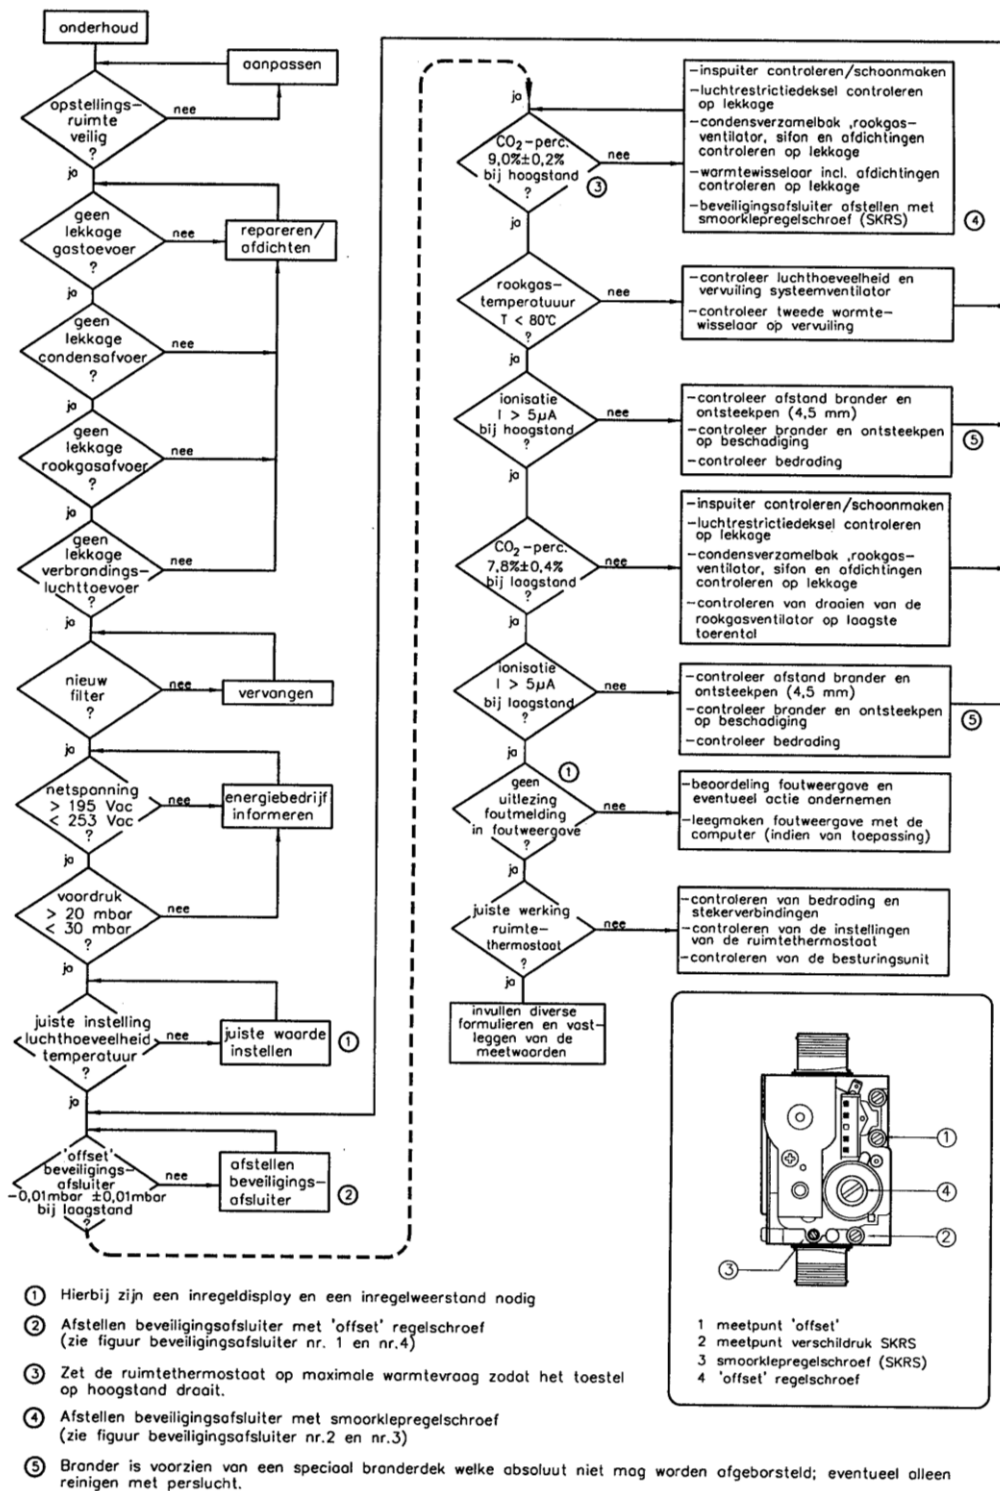 onderhoud
aanpassen
opstellings-
ruimte
veilig
?
nee
ja
geen
lekkage
gastoevoer
?
nee
repareren/
afdichten
ja
geen
lekkage
condensafvoer
?
nee
ja
geen
lekkage
rookgasafvoer
?
nee
ja
geen
lekkage
verbrandings-
luchttoevoer
?
nee
ja
nieuw
filter
?
nee
vervangen
ja
netspanning
> 195 Vac
< 253 Vac
?
nee
energiebedrijf
informeren
ja
voordruk
> 20 mbar
< 30 mbar
?
nee
ja
juiste instelling
luchthoeveelheid
temperatuur
?
nee
juiste waarde
instellen
1
ja
'offset'
beveiligings-
afsluiter
-0,01mbar ±0,01mbar
bij laagstand
?
nee
afstellen
beveiligings-
afsluiter
2
ja
CO2-perc.
9,0%±0,2%
bij hoogstand
?
nee
3
-inspuiter controleren/schoonmaken
-luchtrestrictiedeksel controleren
op lekkage
-condensverzamelbak ,rookgas-
ventilator, sifon en afdichtingen
controleren op lekkage
-warmtewisselaar incl. afdichtingen
controleren op lekkage
-beveiligingsafsluiter afstellen met
smoorklepregelschroef (SKRS)
4
ja
rookgas-
temperatuuur
T < 80°C
?
nee
-controleer luchthoeveelheid en
vervuiling systeemventilator
-controleer tweede warmte-
wisselaar op vervuiling
ja
ionisatie
I > 5µA
bij hoogstand
?
nee
-controleer afstand brander en
ontsteekpen (4,5 mm)
-controleer brander en ontsteekpen
op beschadiging
-controleer bedrading
5
ja
CO2-perc.
7,8%±0,4%
bij laagstand
?
nee
-inspuiter controleren/schoonmaken
-luchtrestrictiedeksel controleren
op lekkage
-condensverzamelbak ,rookgas-
ventilator, sifon en afdichtingen
controleren op lekkage
-controleren van draaien van de
rookgasventilator op laagste
toerental
ja
ionisatie
I > 5µA
bij laagstand
?
nee
-controleer afstand brander en
ontsteekpen (4,5 mm)
-controleer brander en ontsteekpen
op beschadiging
-controleer bedrading
5
ja
1
geen
uitlezing
foutmelding
in foutweergave
?
nee
-beoordeling foutweergave en
eventueel actie ondernemen
-leegmaken foutweergave met de
computer (indien van toepassing)
ja
juiste werking
ruimte-
thermostaat
?
nee
-controleren van bedrading en
stekerverbindingen
-controleren van de instellingen
van de ruimtethermostaat
-controleren van de besturingsunit
ja
invullen diverse
formulieren en vast-
leggen van de
meetwaarden
1
4
2
3
1 meetpunt 'offset'
2 meetpunt verschildruk SKRS
3 smoorklepregelschroef (SKRS)
4 'offset' regelschroef
1 Hierbij zijn een inregeldisplay en een inregelweerstand nodig
2 Afstellen beveiligingsafsluiter met 'offset' regelschroef
(zie figuur beveiligingsafsluiter nr. 1 en nr.4)
3 Zet de ruimtethermostaat op maximale warmtevraag zodat het toestel
op hoogstand draait.
4 Afstellen beveiligingsafsluiter met smoorklepregelschroef
(zie figuur beveiligingsafsluiter nr.2 en nr.3)
5 Brander is voorzien van een speciaal branderdek welke absoluut niet mag worden afgeborsteld; eventueel alleen
reinigen met perslucht.